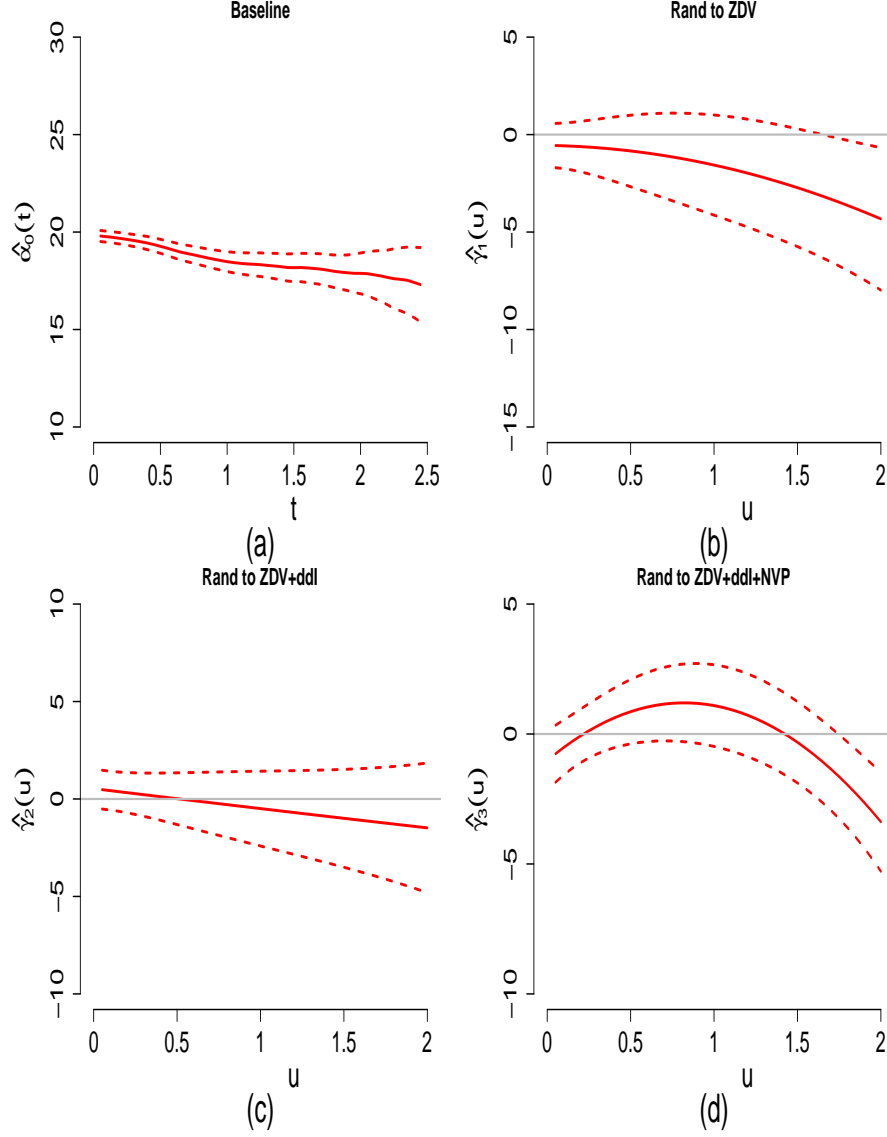 Baseline
30
25
20
15
10
α̂₀(t)
0 0.5 1 1.5 2 2.5
t
(a)
Rand to ZDV
5
0
−5
−10
−15
γ̂₁(u)
0 0.5 1 1.5 2
u
(b)
Rand to ZDV+ddI
10
5
0
−5
−10
γ̂₂(u)
0 0.5 1 1.5 2
u
(c)
Rand to ZDV+ddI+NVP
5
0
−5
−10
γ̂₃(u)
0 0.5 1 1.5 2
u
(d)